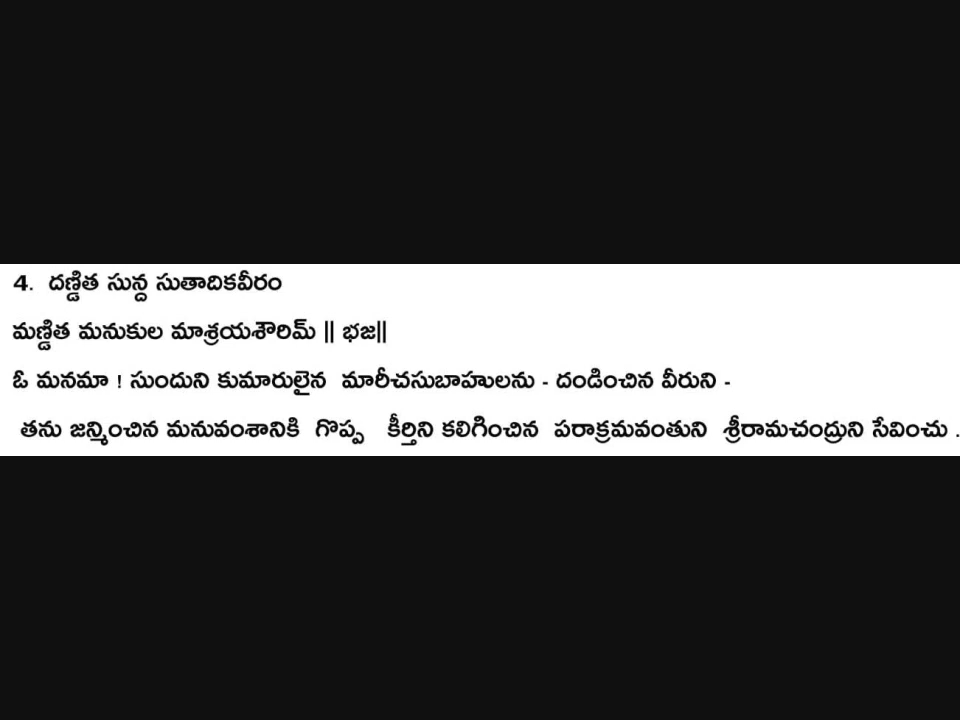 4. దణ్డిత సున్ద సుతాదికవీరం
మణ్డిత మనుకుల మాశ్రయశౌరిమ్ || భజ||
ఓ మనమా ! సుందుని కుమారులైన మారీచసుబాహులను - దండించిన వీరుని -
తను జన్మించిన మనువంశానికి గొప్ప కీర్తిని కలిగించిన పరాక్రమవంతుని శ్రీరామచంద్రుని సేవించు .